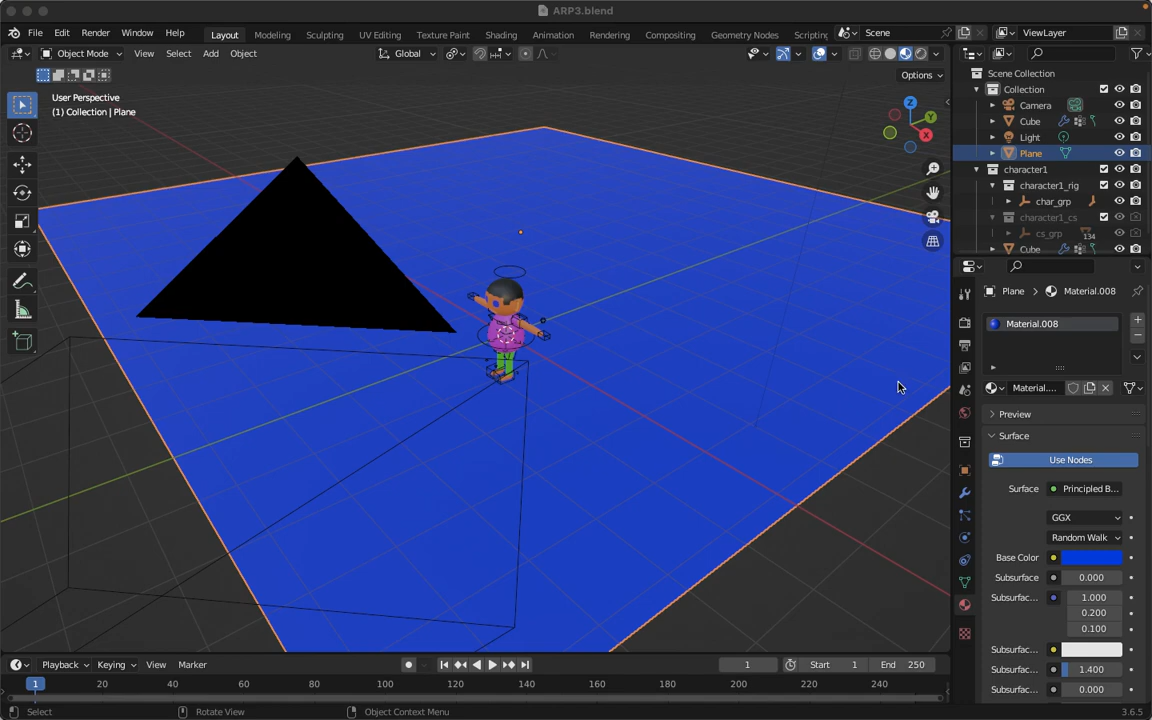 ARP3.blend
File Edit Render Window Help
Layout Modeling Sculpting UV Editing Texture Paint Shading Animation Rendering Compositing Geometry Nodes Scripting
Scene
ViewLayer
Object Mode View Select Add Object
Global
Options
User Perspective
(1) Collection | Plane
X
Y
Z
Scene Collection
Collection
Camera
Cube
Light
Plane
character1
character1_rig
char_grp
character1_cs
cs_grp
134
Cube
Plane Material.008
Material.008
Material....
Preview
Surface
Use Nodes
Surface Principled B...
GGX
Random Walk
Base Color
Subsurface 0.000
Subsurfac... 1.000
0.200
0.100
Subsurfac...
Subsurfac... 1.400
Subsurfac... 0.000
Playback Keying View Marker
1 Start 1 End 250
1 20 40 60 80 100 120 140 160 180 200 220 240
Select Rotate View Object Context Menu
3.6.5